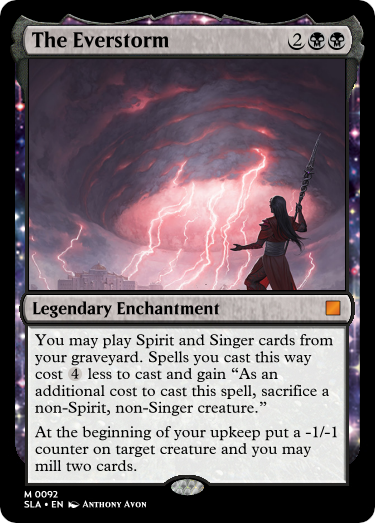 The Everstorm 2
Legendary Enchantment
You may play Spirit and Singer cards from
your graveyard. Spells you cast this way
cost 4 less to cast and gain “As an
additional cost to cast this spell, sacrifice a
non-Spirit, non-Singer creature.”
At the beginning of your upkeep put a -1/-1
counter on target creature and you may
mill two cards.
M 0092
SLA • EN Anthony Avon